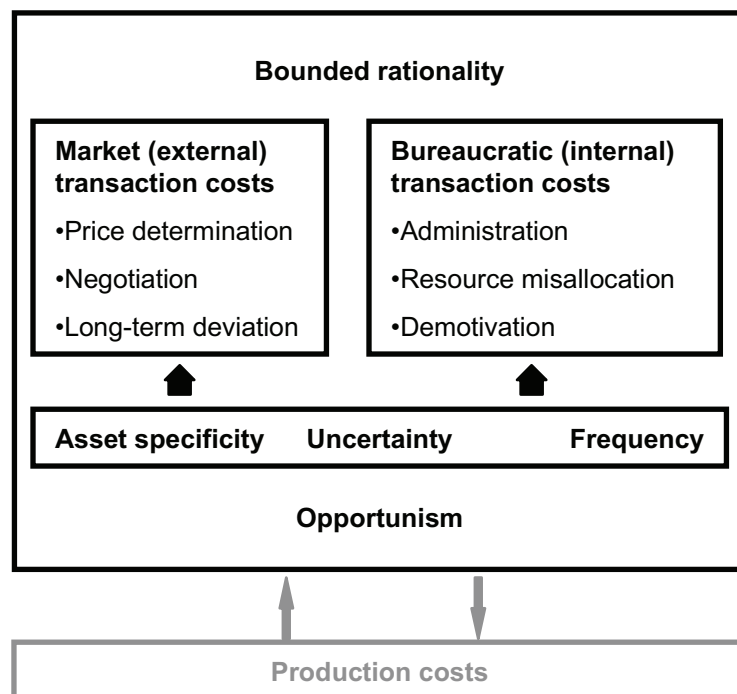 Bounded rationality
Market (external)
transaction costs
•Price determination
•Negotiation
•Long-term deviation
Bureaucratic (internal)
transaction costs
•Administration
•Resource misallocation
•Demotivation
Asset specificity Uncertainty Frequency
Opportunism
Production costs